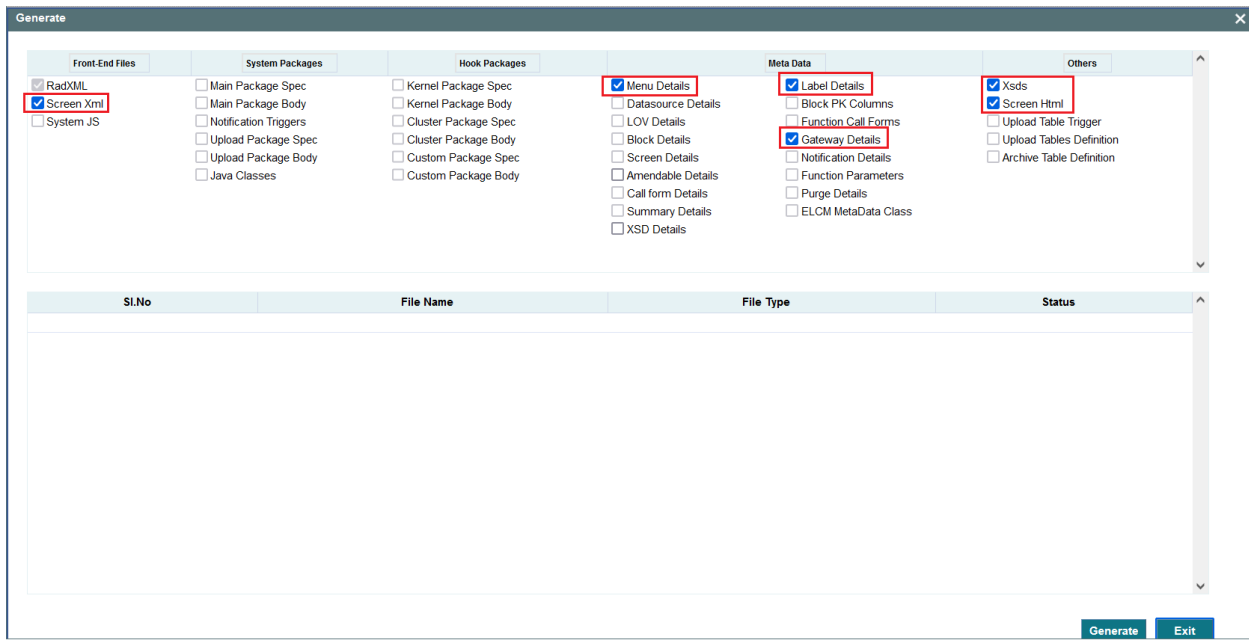 Generate
Front-End Files System Packages Hook Packages Meta Data Others
RadXML Main Package Spec Kernel Package Spec Menu Details Label Details Xsds
Screen Xml Main Package Body Kernel Package Body Datasource Details Block PK Columns Screen Html
System JS Notification Triggers Cluster Package Spec LOV Details Function Call Forms Upload Table Trigger
Upload Package Spec Cluster Package Body Block Details Gateway Details Upload Tables Definition
Upload Package Body Custom Package Spec Screen Details Notification Details Archive Table Definition
Java Classes Custom Package Body Amendable Details Function Parameters
Call form Details Purge Details
Summary Details ELCM MetaData Class
XSD Details
Sl.No File Name File Type Status
Generate Exit